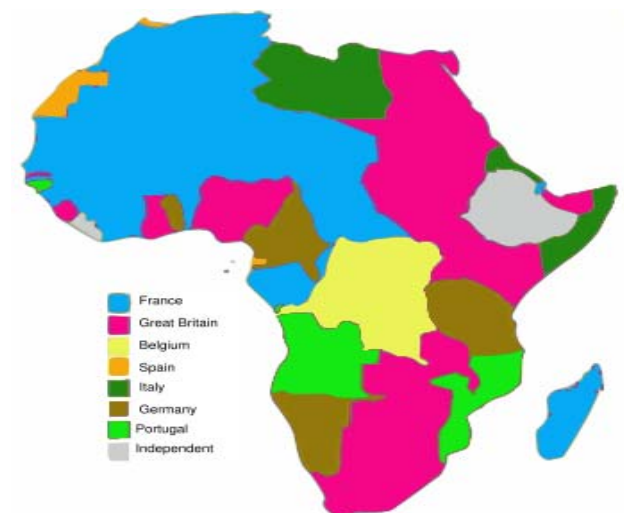 France
Great Britain
Belgium
Spain
Italy
Germany
Portugal
Independent